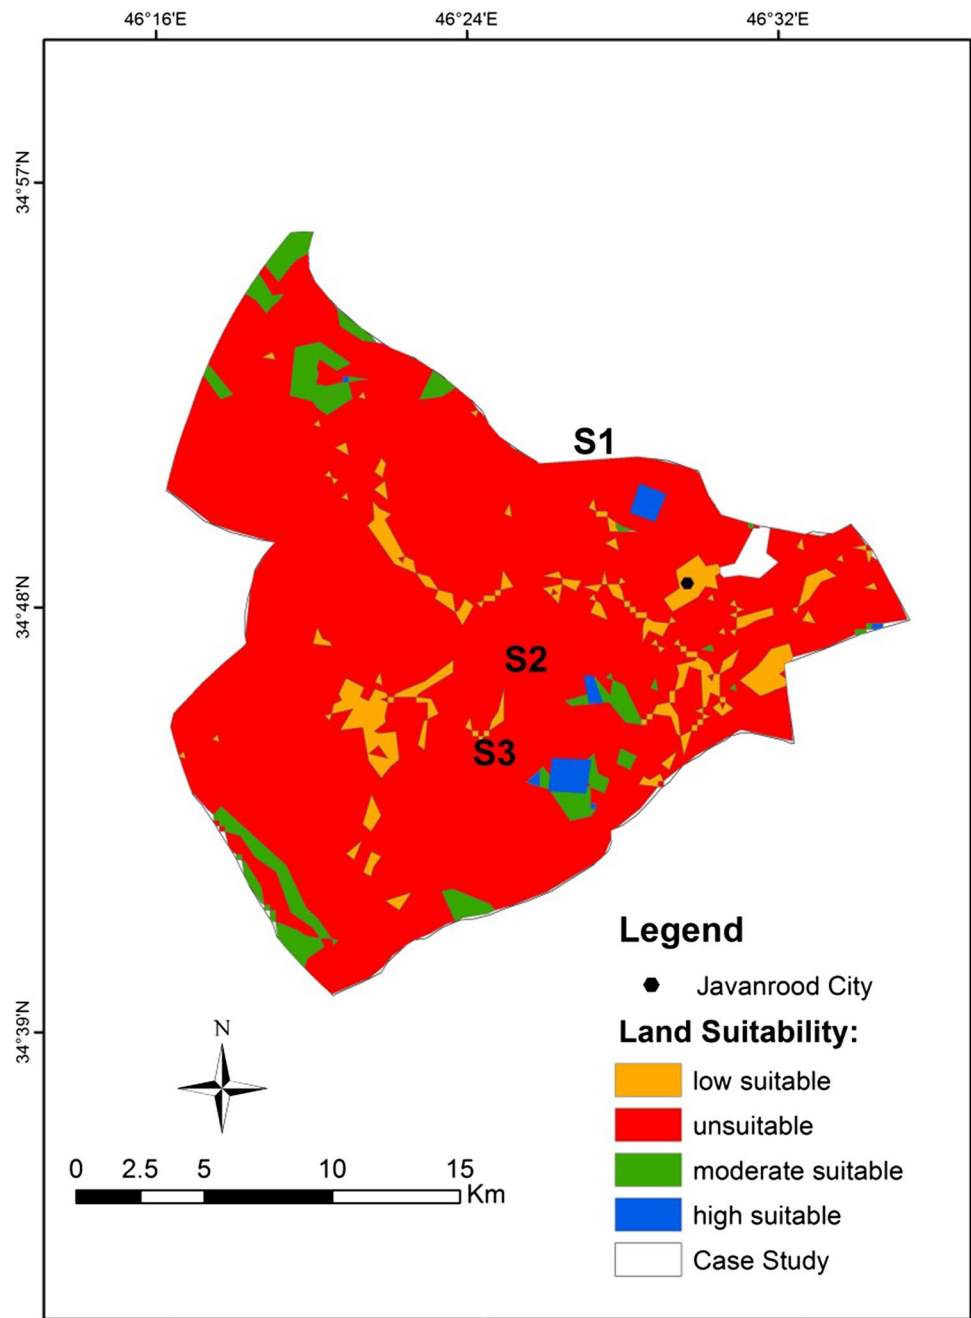 46°16'E 46°24'E 46°32'E
34°57'N
S1
34°48'N
S2
S3
Legend
Javanrood City
34°39'N
N
Land Suitability:
low suitable
unsuitable
0 2.5 5 10 15
Km
moderate suitable
high suitable
Case Study